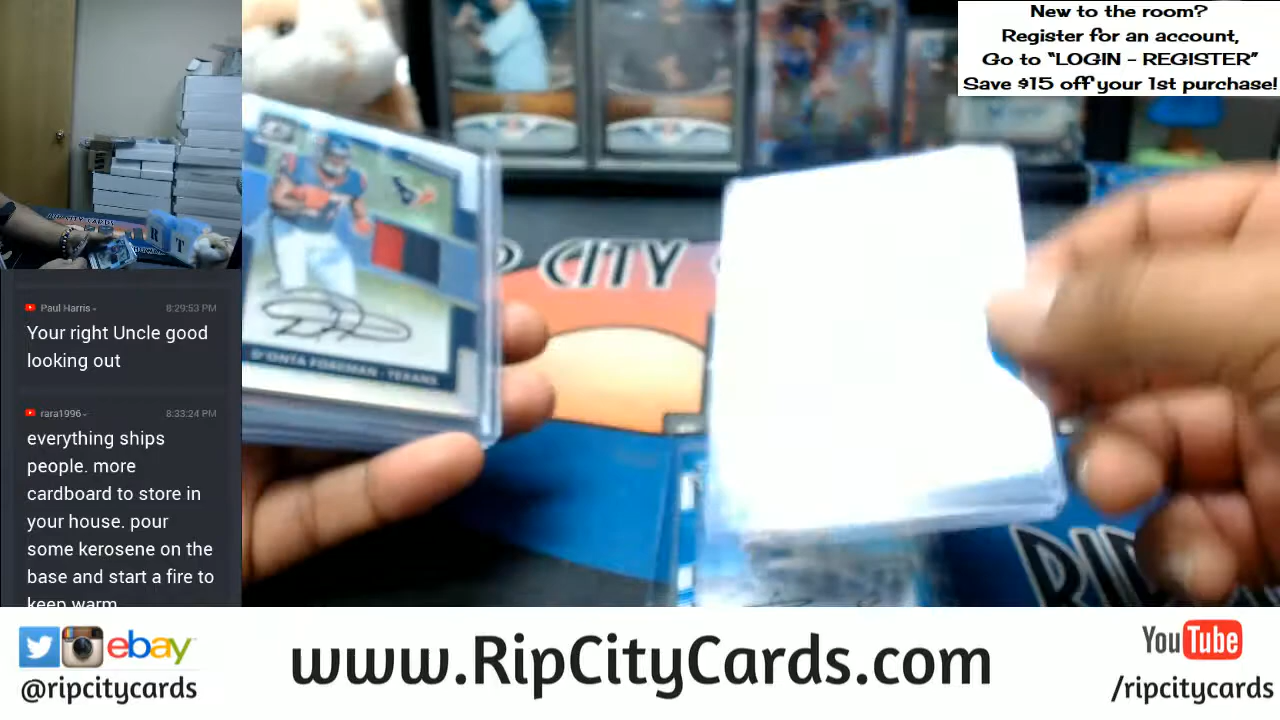 New to the room?
Register for an account,
Go to “LOGIN - REGISTER”
Save $15 off your 1st purchase!
CITY
R T
Paul Harris
8:29:53 PM
Your right Uncle good
looking out
rara1996
8:33:24 PM
everything ships
people. more
cardboard to store in
your house. pour
some kerosene on the
base and start a fire to
keep warm
D'ONTA FOREMAN - TEXANS
RIP
ebay
@ripcitycards
www.RipCityCards.com
YouTube
/ripcitycards